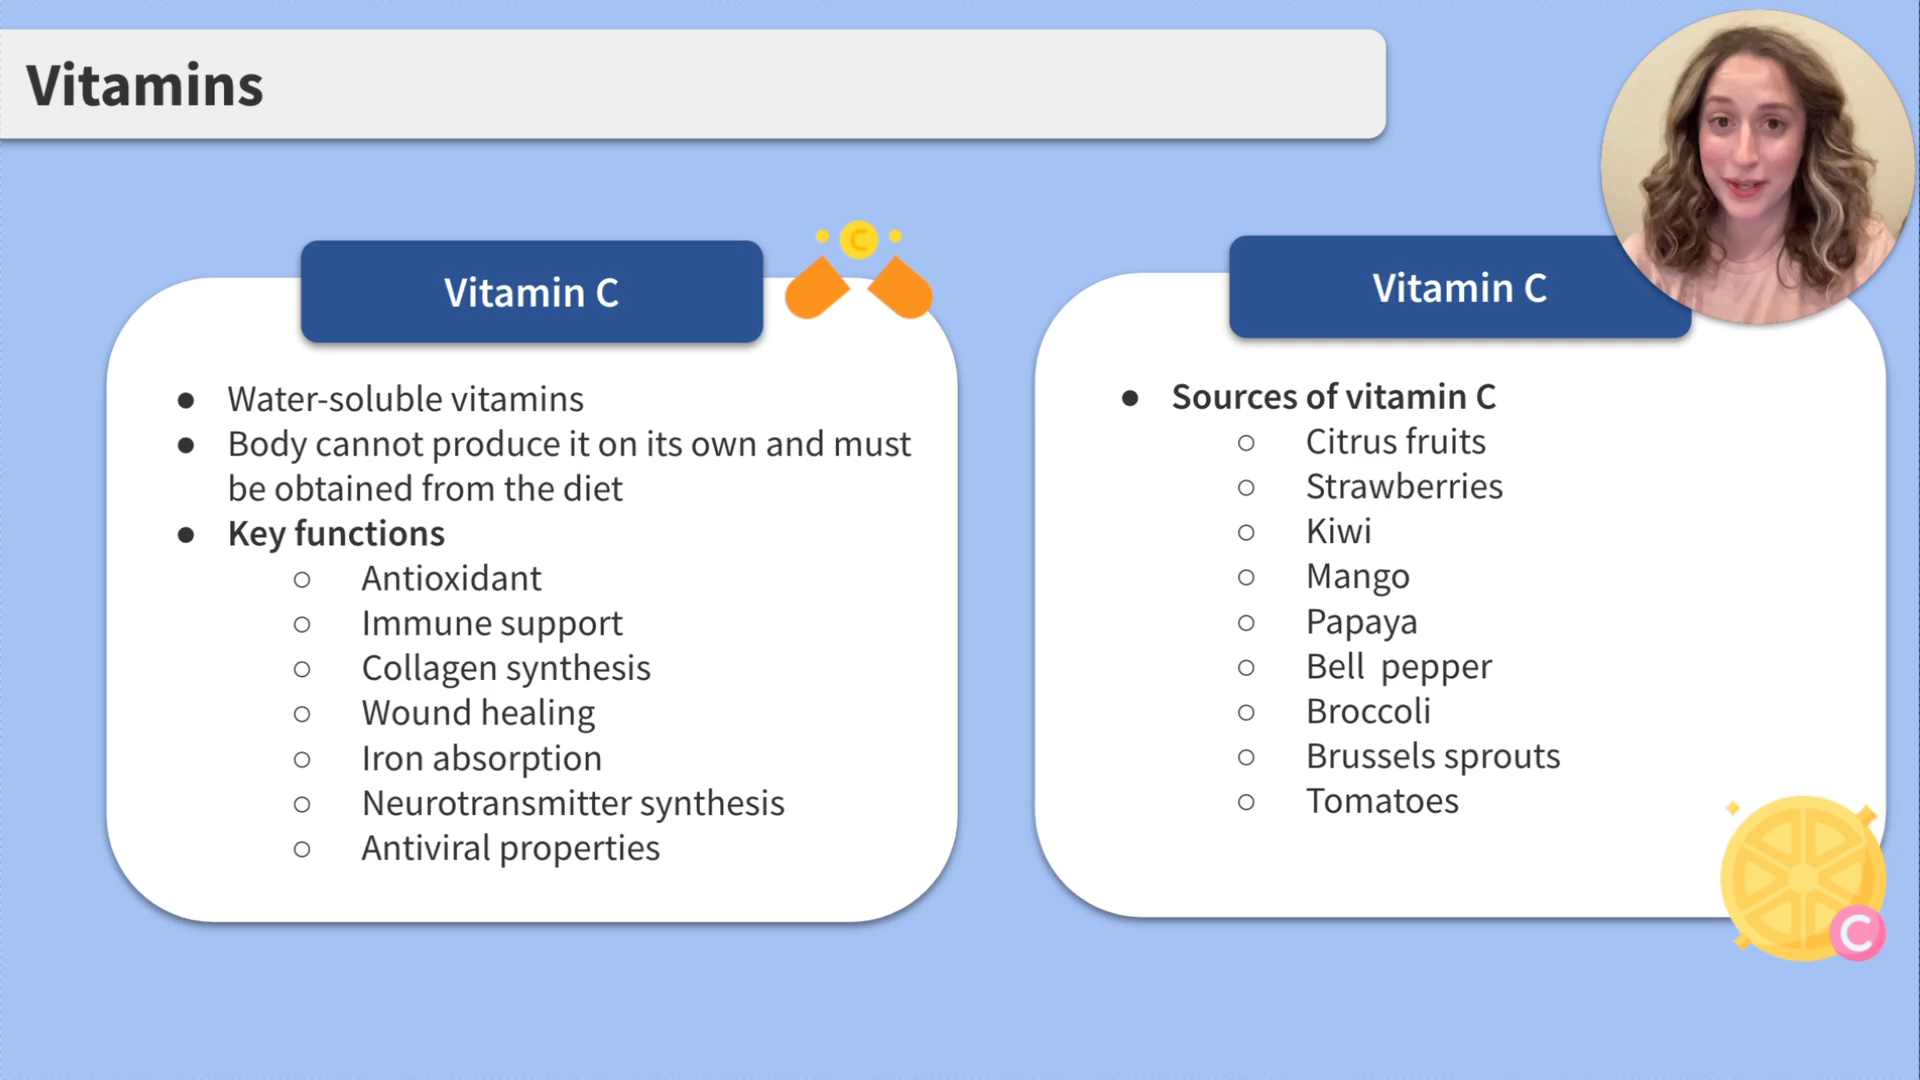 Vitamins
Vitamin C
C
● Water-soluble vitamins
● Body cannot produce it on its own and must
be obtained from the diet
● Key functions
○ Antioxidant
○ Immune support
○ Collagen synthesis
○ Wound healing
○ Iron absorption
○ Neurotransmitter synthesis
○ Antiviral properties
Vitamin C
● Sources of vitamin C
○ Citrus fruits
○ Strawberries
○ Kiwi
○ Mango
○ Papaya
○ Bell  pepper
○ Broccoli
○ Brussels sprouts
○ Tomatoes
C